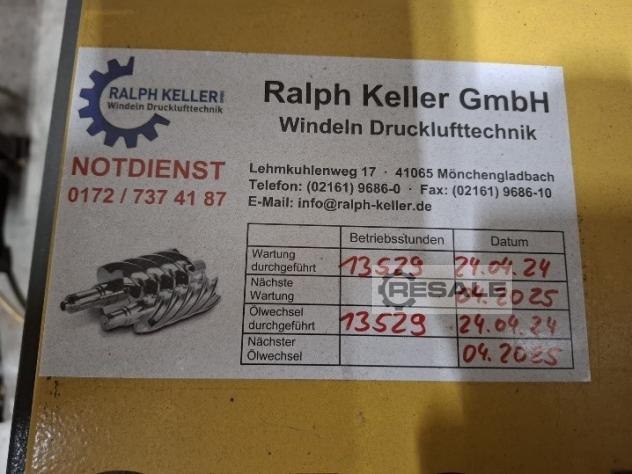 RALPH KELLER GMBH
Windeln Drucklufttechnik
Ralph Keller GmbH
Windeln Drucklufttechnik
NOTDIENST
0172 / 737 41 87
Lehmkuhlenweg 17 · 41065 Mönchengladbach
Telefon: (02161) 9686-0 · Fax: (02161) 9686-10
E-Mail: info@ralph-keller.de
Betriebsstunden Datum
Wartung durchgeführt 13529 24.04.24
Nächste Wartung 04.2025
RESALE
Ölwechsel durchgeführt 13529 24.04.24
Nächster Ölwechsel 04.2025